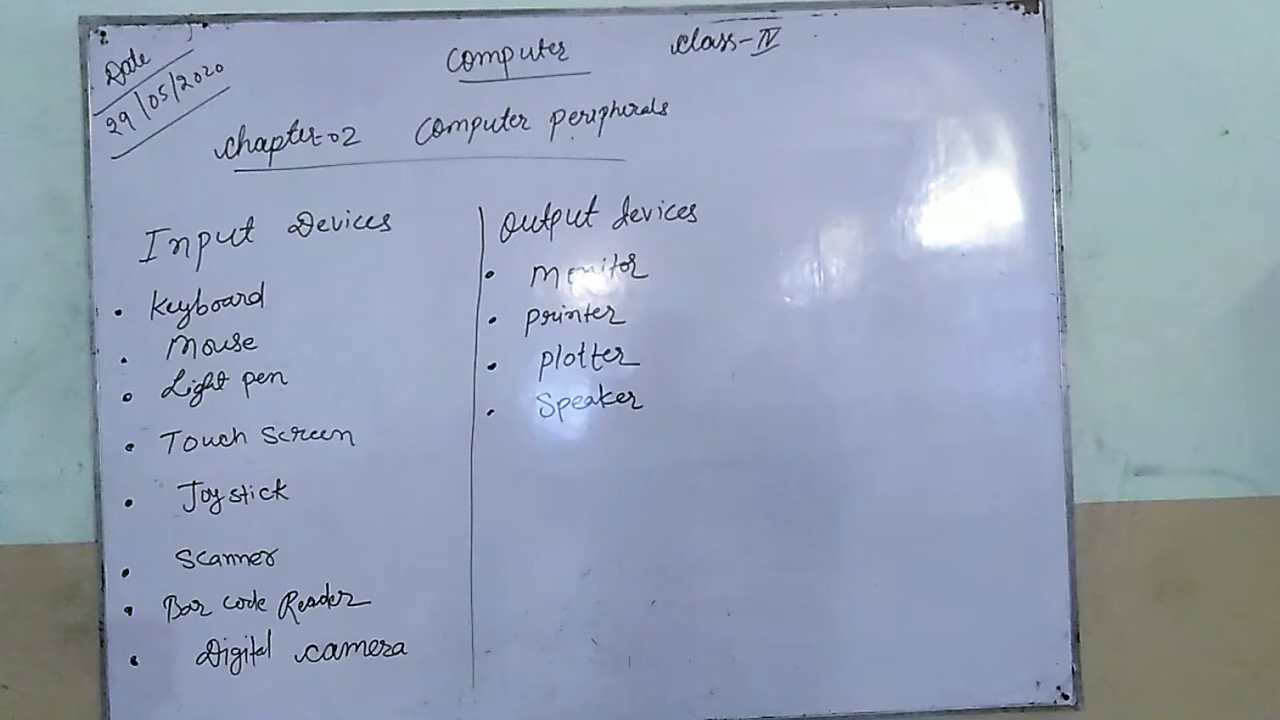 Date
29/05/2020
Computer Class-IV
Chapter-02 Computer peripherals
Input Devices
• Keyboard
• Mouse
• Light pen
• Touch Screen
• Joystick
• Scanner
• Bar code Reader
• Digital camera
Output devices
• Monitor
• printer
• plotter
• Speaker